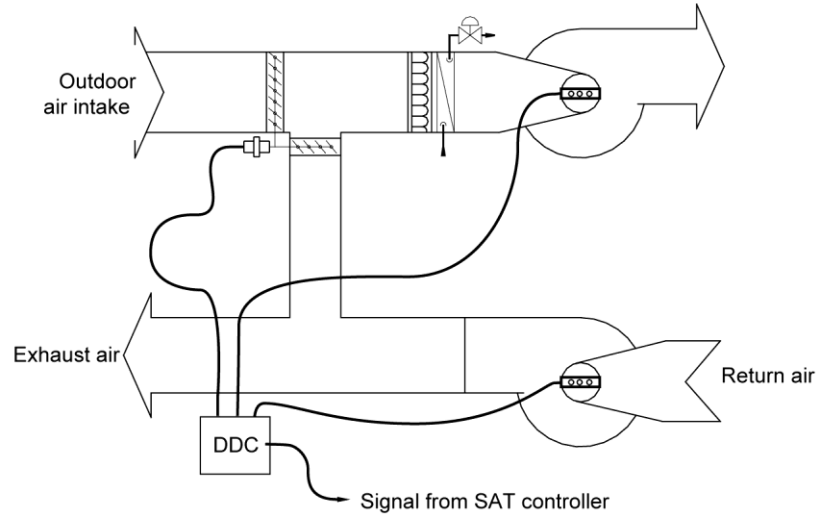 Outdoor
air intake
Exhaust air
Return air
DDC
Signal from SAT controller